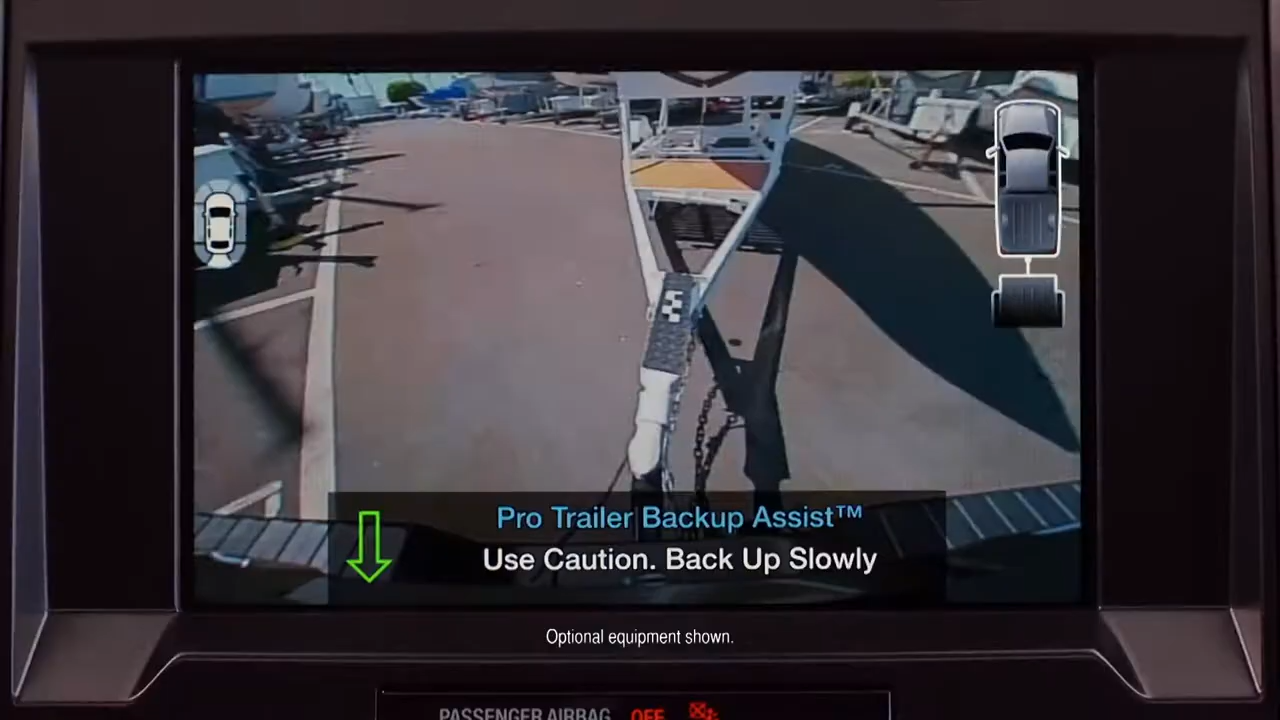 Pro Trailer Backup Assist™
Use Caution. Back Up Slowly
Optional equipment shown.
PASSENGER AIRBAG OFF